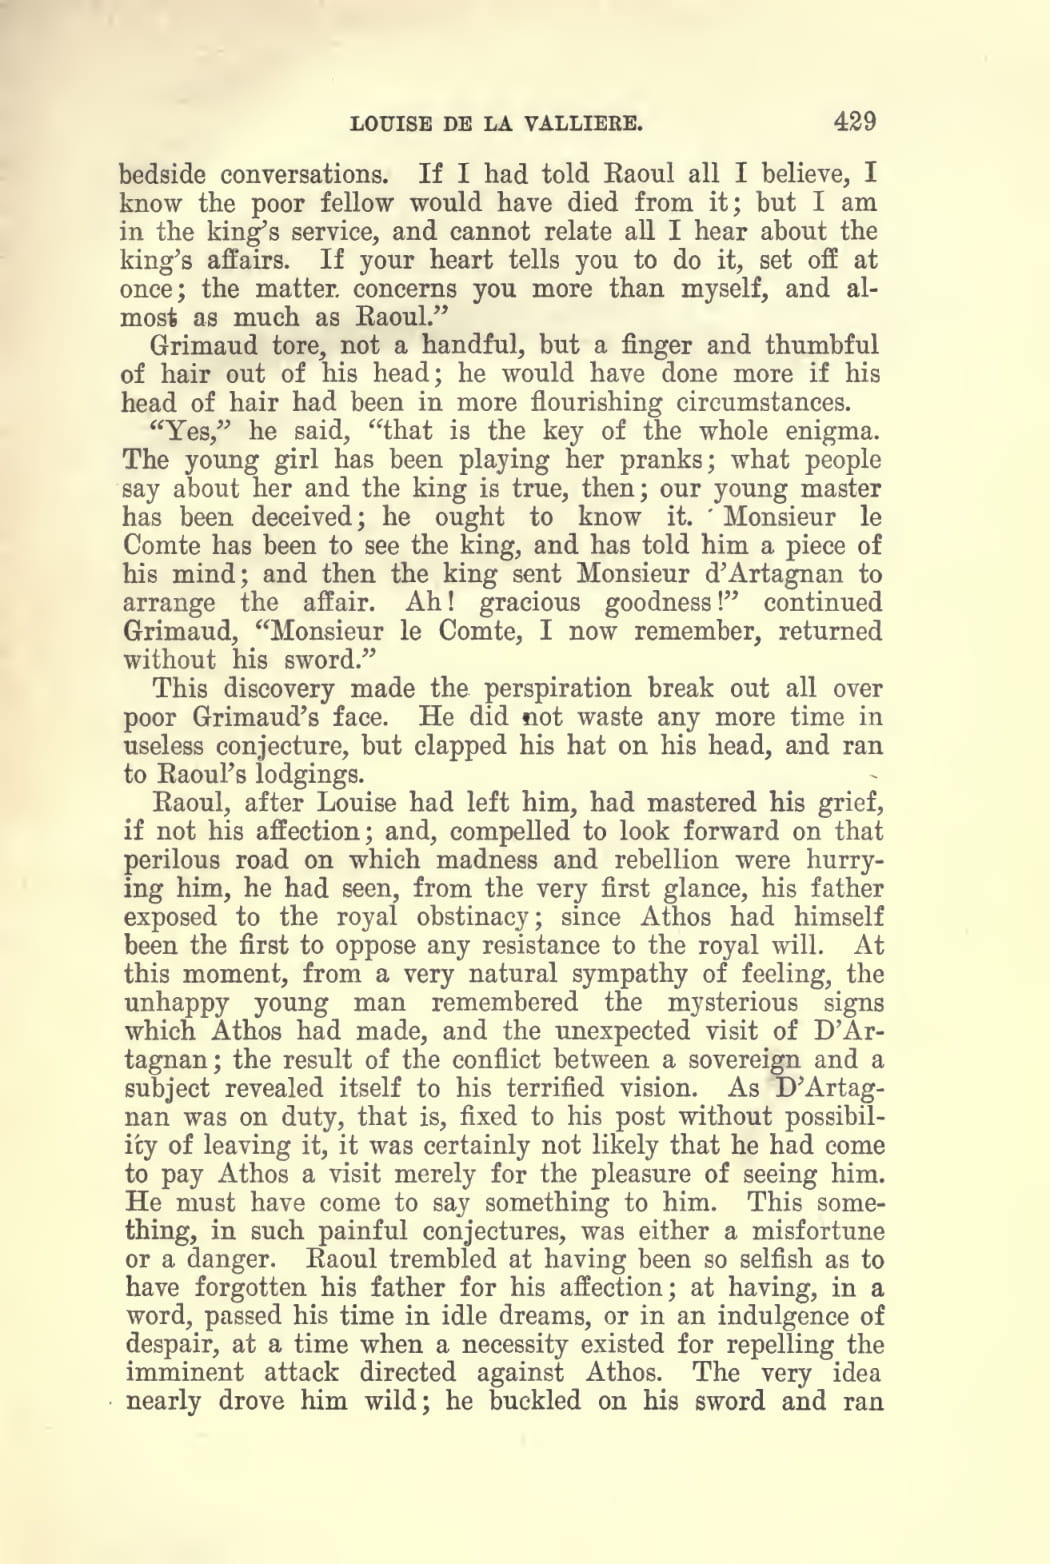 LOUISE DE LA VALLIERE. 429
bedside conversations. If I had told Raoul all I believe, I
know the poor fellow would have died from it; but I am
in the king's service, and cannot relate all I hear about the
king's affairs. If your heart tells you to do it, set off at
once; the matter. concerns you more than myself, and al-
most as much as Raoul.”
Grimaud tore, not a handful, but a finger and thumbful
of hair out of his head; he would have done more if his
head of hair had been in more flourishing circumstances.
“Yes,” he said, “that is the key of the whole enigma.
The young girl has been playing her pranks; what people
say about her and the king is true, then; our young master
has been deceived; he ought to know it. Monsieur le
Comte has been to see the king, and has told him a piece of
his mind; and then the king sent Monsieur d'Artagnan to
arrange the affair. Ah! gracious goodness!” continued
Grimaud, “Monsieur le Comte, I now remember, returned
without his sword.”
This discovery made the perspiration break out all over
poor Grimaud's face. He did not waste any more time in
useless conjecture, but clapped his hat on his head, and ran
to Raoul's lodgings.
Raoul, after Louise had left him, had mastered his grief,
if not his affection; and, compelled to look forward on that
perilous road on which madness and rebellion were hurry-
ing him, he had seen, from the very first glance, his father
exposed to the royal obstinacy; since Athos had himself
been the first to oppose any resistance to the royal will. At
this moment, from a very natural sympathy of feeling, the
unhappy young man remembered the mysterious signs
which Athos had made, and the unexpected visit of D'Ar-
tagnan; the result of the conflict between a sovereign and a
subject revealed itself to his terrified vision. As D'Artag-
nan was on duty, that is, fixed to his post without possibil-
ity of leaving it, it was certainly not likely that he had come
to pay Athos a visit merely for the pleasure of seeing him.
He must have come to say something to him. This some-
thing, in such painful conjectures, was either a misfortune
or a danger. Raoul trembled at having been so selfish as to
have forgotten his father for his affection; at having, in a
word, passed his time in idle dreams, or in an indulgence of
despair, at a time when a necessity existed for repelling the
imminent attack directed against Athos. The very idea
nearly drove him wild; he buckled on his sword and ran